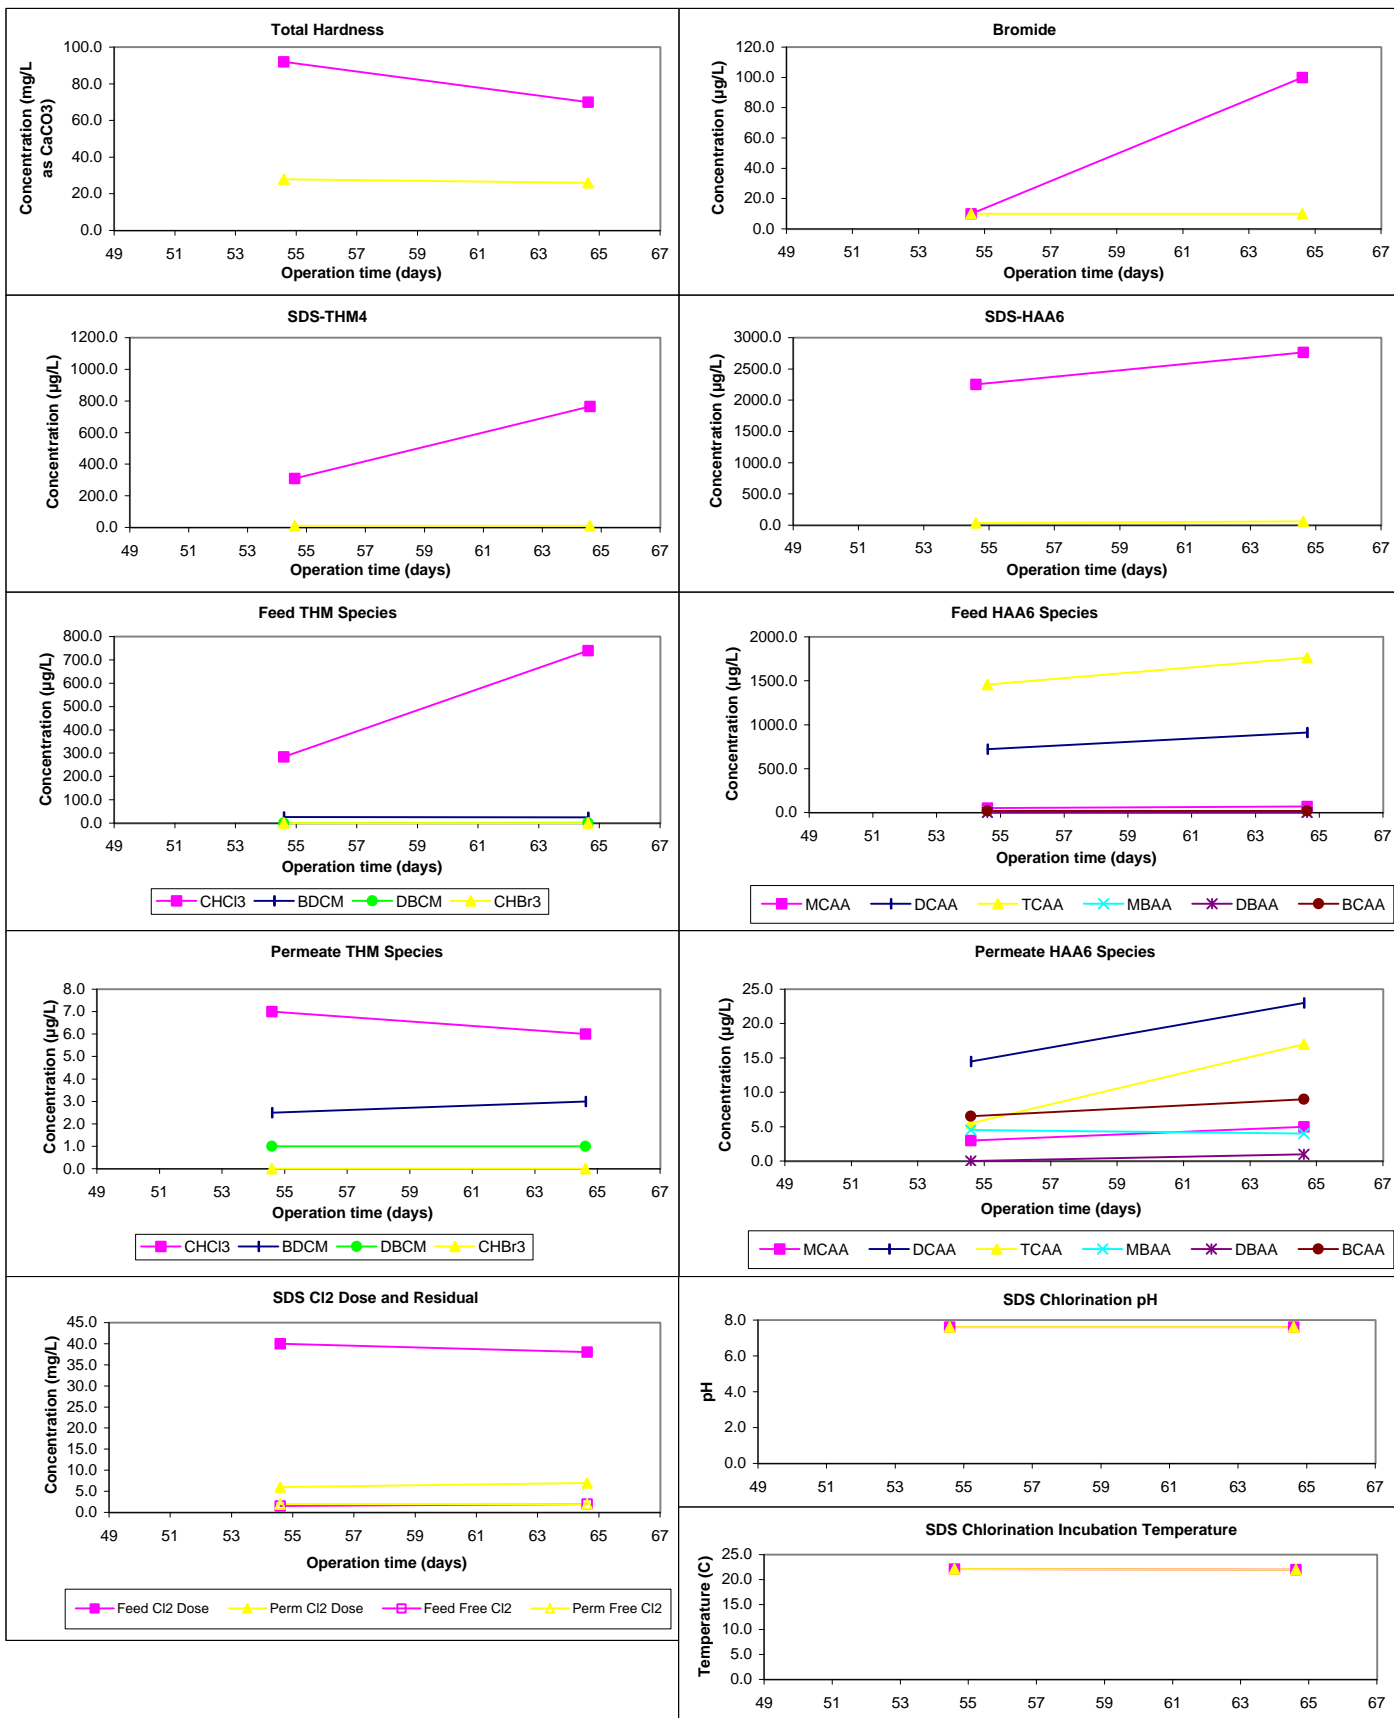 Total Hardness
Concentration (mg/L
as CaCO3)
100.0
80.0
60.0
40.0
20.0
0.0
49 51 53 55 57 59 61 63 65 67
Operation time (days)
Bromide
Concentration (µg/L)
120.0
100.0
80.0
60.0
40.0
20.0
0.0
49 51 53 55 57 59 61 63 65 67
Operation time (days)
SDS-THM4
Concentration (µg/L)
1200.0
1000.0
800.0
600.0
400.0
200.0
0.0
49 51 53 55 57 59 61 63 65 67
Operation time (days)
SDS-HAA6
Concentration (µg/L)
3000.0
2500.0
2000.0
1500.0
1000.0
500.0
0.0
49 51 53 55 57 59 61 63 65 67
Operation time (days)
Feed THM Species
Concentration (µg/L)
800.0
700.0
600.0
500.0
400.0
300.0
200.0
100.0
0.0
49 51 53 55 57 59 61 63 65 67
Operation time (days)
CHCl3 BDCM DBCM CHBr3
Feed HAA6 Species
Concentration (µg/L)
2000.0
1500.0
1000.0
500.0
0.0
49 51 53 55 57 59 61 63 65 67
Operation time (days)
MCAA DCAA TCAA MBAA DBAA BCAA
Permeate THM Species
Concentration (µg/L)
8.0
7.0
6.0
5.0
4.0
3.0
2.0
1.0
0.0
49 51 53 55 57 59 61 63 65 67
Operation time (days)
CHCl3 BDCM DBCM CHBr3
Permeate HAA6 Species
Concentration (µg/L)
25.0
20.0
15.0
10.0
5.0
0.0
49 51 53 55 57 59 61 63 65 67
Operation time (days)
MCAA DCAA TCAA MBAA DBAA BCAA
SDS Cl2 Dose and Residual
Concentration (mg/L)
45.0
40.0
35.0
30.0
25.0
20.0
15.0
10.0
5.0
0.0
49 51 53 55 57 59 61 63 65 67
Operation time (days)
Feed Cl2 Dose Perm Cl2 Dose Feed Free Cl2 Perm Free Cl2
SDS Chlorination pH
pH
8.0
6.0
4.0
2.0
0.0
49 51 53 55 57 59 61 63 65 67
SDS Chlorination Incubation Temperature
Temperature (C)
25.0
20.0
15.0
10.0
5.0
0.0
49 51 53 55 57 59 61 63 65 67